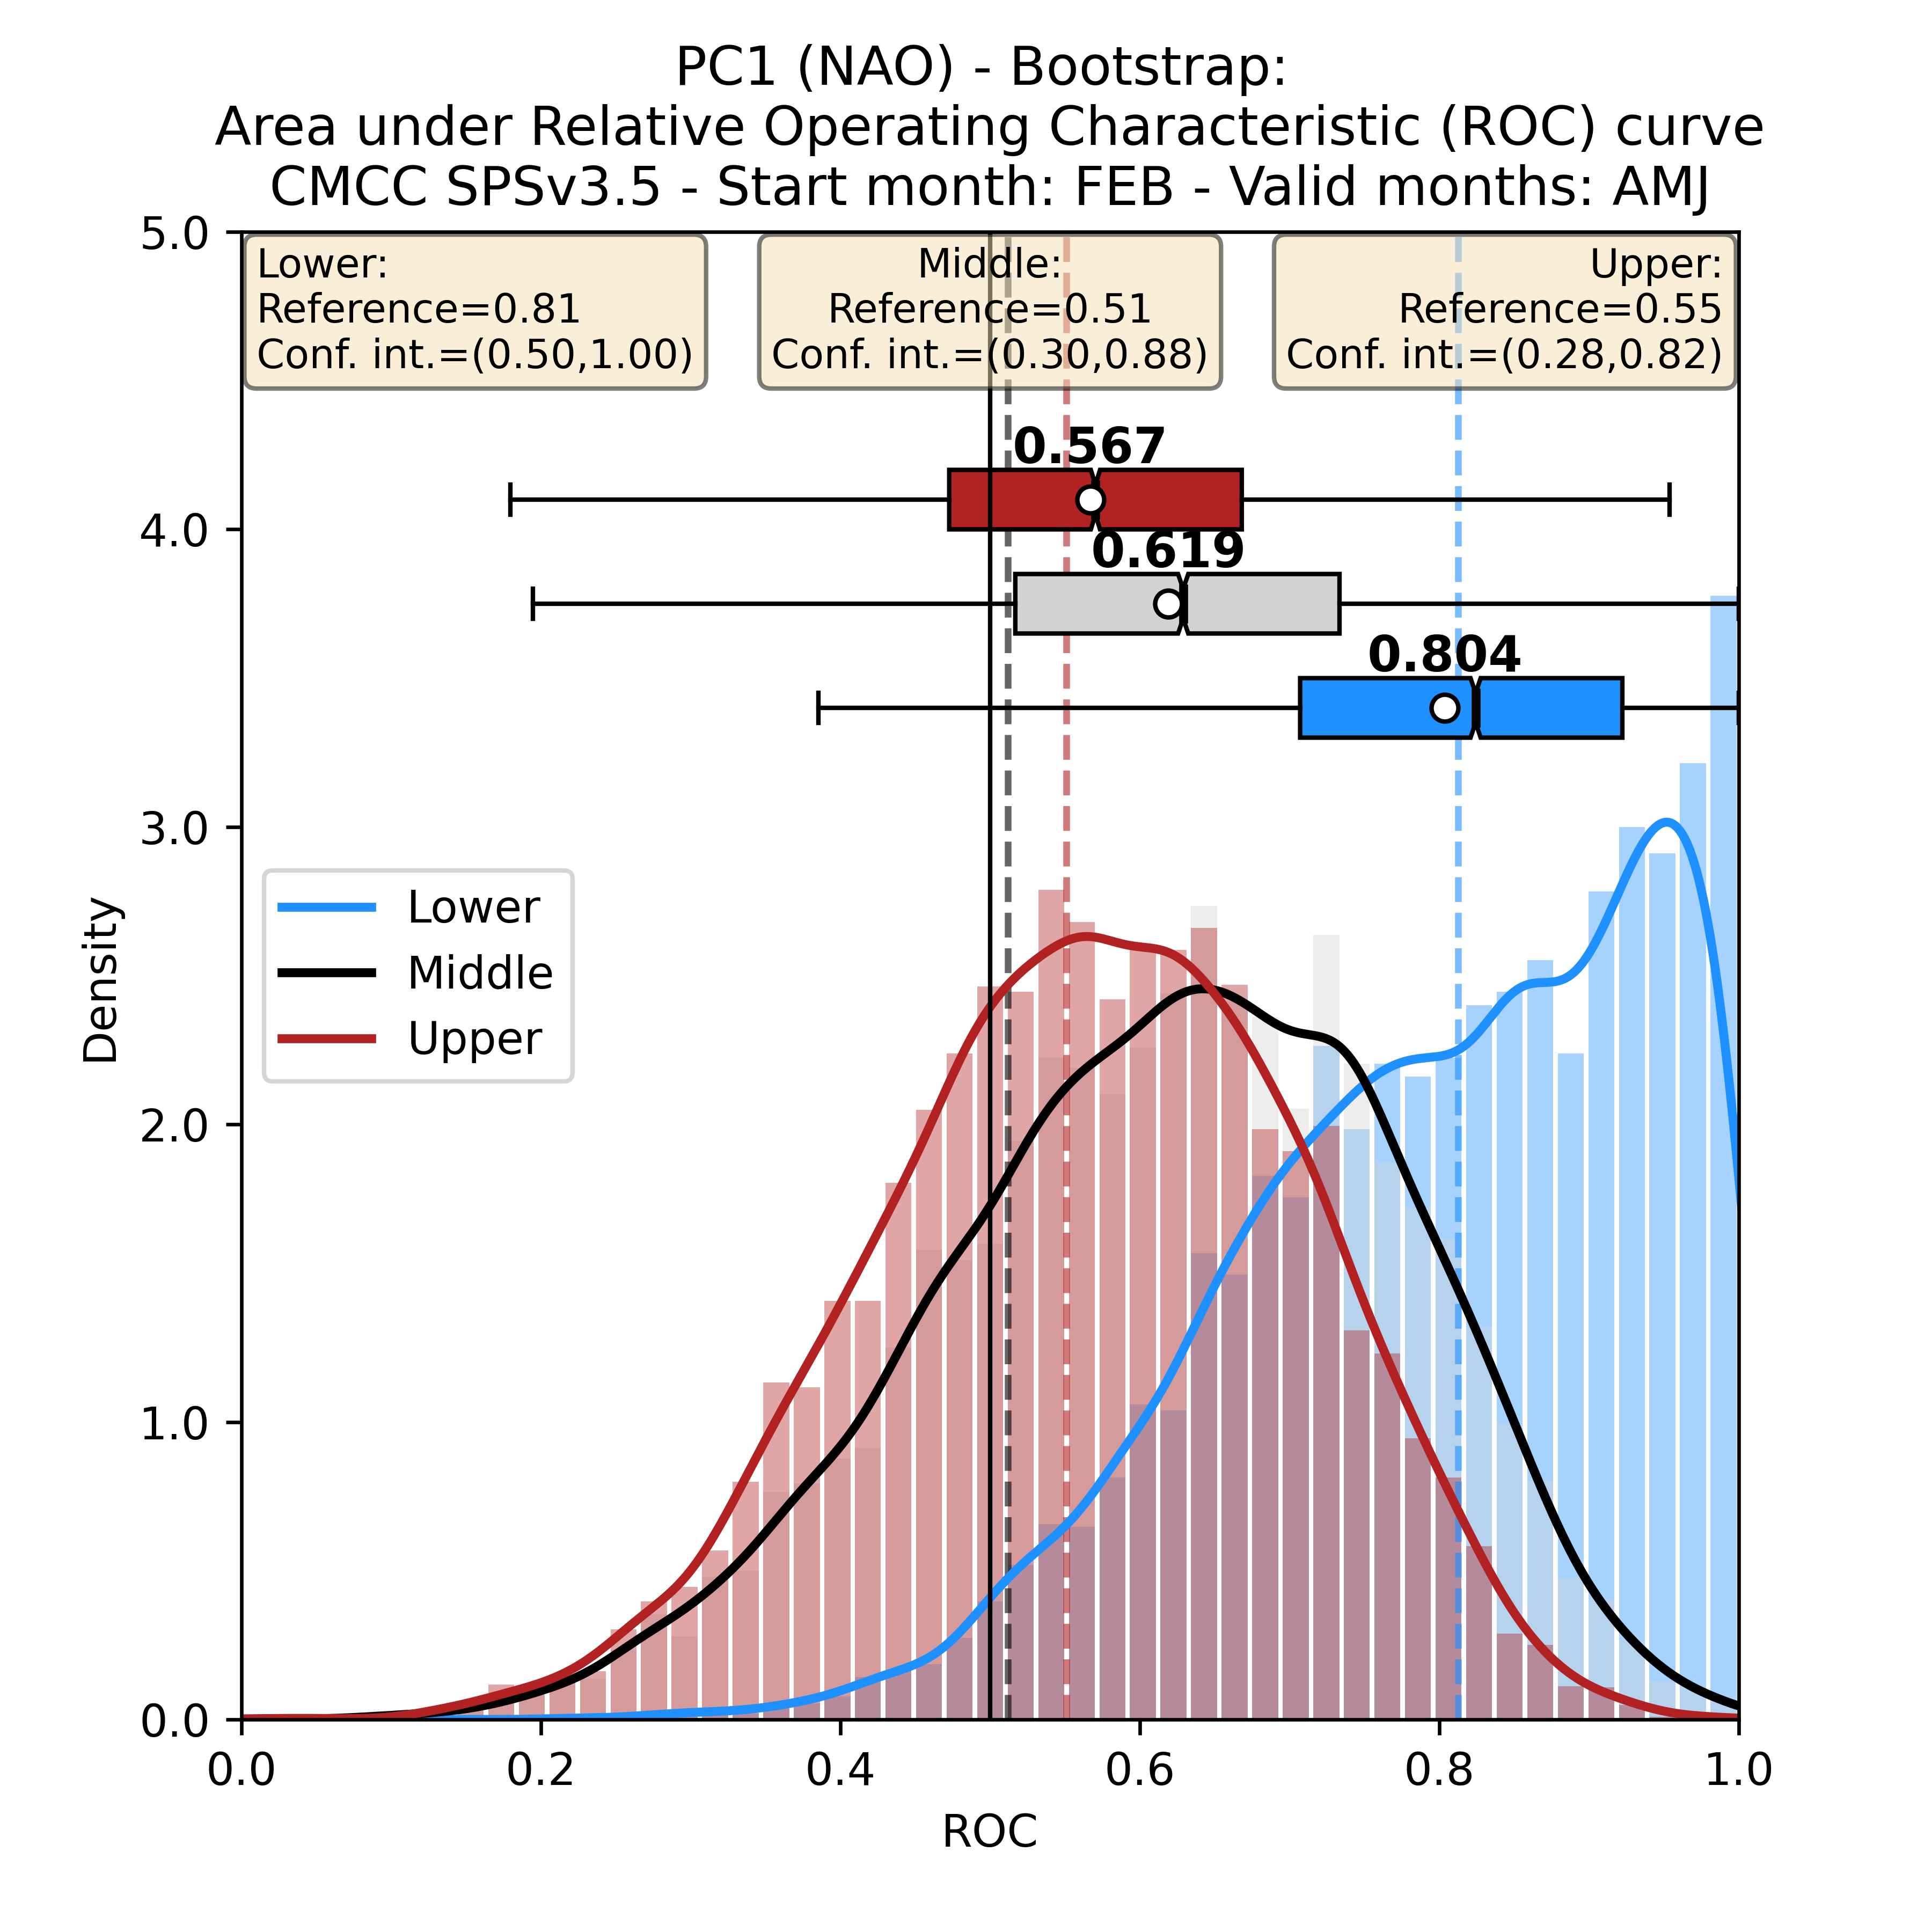 PC1 (NAO) - Bootstrap:
Area under Relative Operating Characteristic (ROC) curve
CMCC SPSv3.5 - Start month: FEB - Valid months: AMJ
Lower:
Reference=0.81
Conf. int.=(0.50,1.00)
Middle:
Reference=0.51
Conf. int.=(0.30,0.88)
Upper:
Reference=0.55
Conf. int.=(0.28,0.82)
0.567
0.619
0.804
Lower
Middle
Upper
Density
5.0
4.0
3.0
2.0
1.0
0.0
0.0
0.2
0.4
0.6
0.8
1.0
ROC